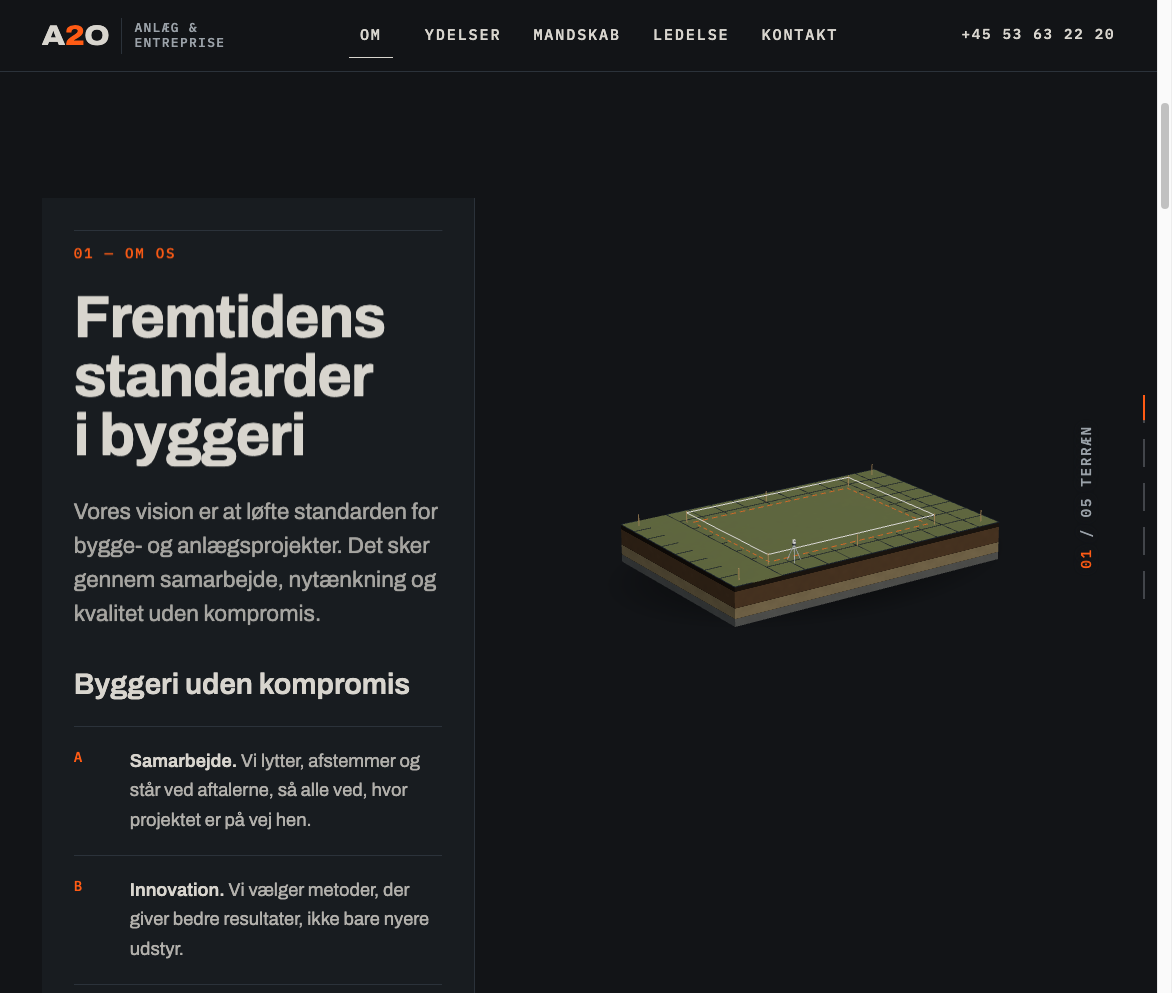 A2O
ANLÆG &
ENTREPRISE
OM
YDELSER
MANDSKAB
LEDELSE
KONTAKT
+45 53 63 22 20
01 — OM OS
Fremtidens
standarder
i byggeri
Vores vision er at løfte standarden for
bygge- og anlægsprojekter. Det sker
gennem samarbejde, nytænkning og
kvalitet uden kompromis.
Byggeri uden kompromis
A
Samarbejde. Vi lytter, afstemmer og
står ved aftalerne, så alle ved, hvor
projektet er på vej hen.
B
Innovation. Vi vælger metoder, der
giver bedre resultater, ikke bare nyere
udstyr.
01 / 05 TERRÆN